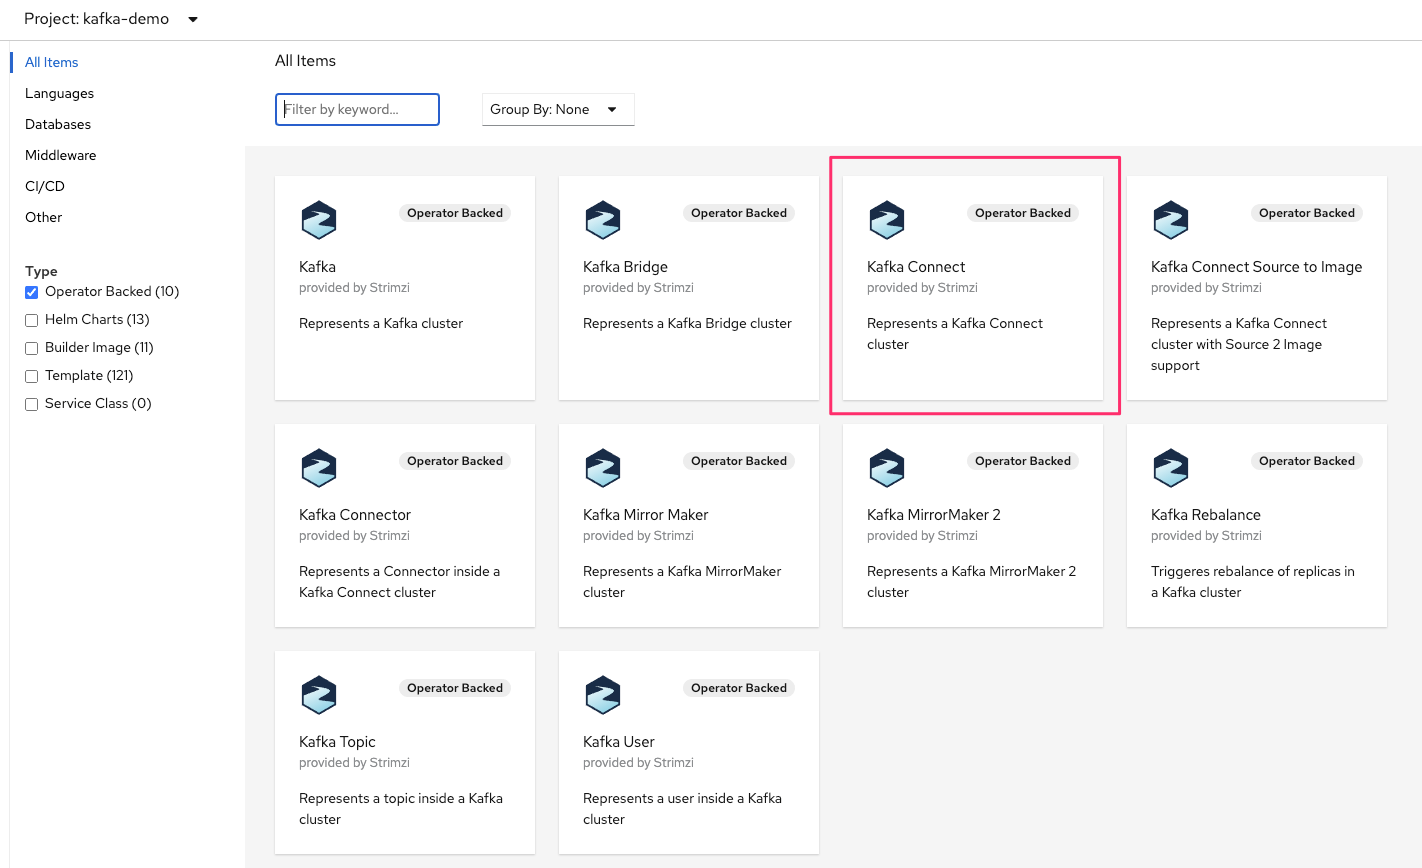 Project: kafka-demo
All Items
Languages
Databases
Middleware
CI/CD
Other
Type
Operator Backed (10)
Helm Charts (13)
Builder Image (11)
Template (121)
Service Class (0)
All Items
Filter by keyword...
Group By: None
Operator Backed
Kafka
provided by Strimzi
Represents a Kafka cluster
Operator Backed
Kafka Bridge
provided by Strimzi
Represents a Kafka Bridge cluster
Operator Backed
Kafka Connect
provided by Strimzi
Represents a Kafka Connect
cluster
Operator Backed
Kafka Connect Source to Image
provided by Strimzi
Represents a Kafka Connect
cluster with Source 2 Image
support
Operator Backed
Kafka Connector
provided by Strimzi
Represents a Connector inside a
Kafka Connect cluster
Operator Backed
Kafka Mirror Maker
provided by Strimzi
Represents a Kafka MirrorMaker
cluster
Operator Backed
Kafka MirrorMaker 2
provided by Strimzi
Represents a Kafka MirrorMaker 2
cluster
Operator Backed
Kafka Rebalance
provided by Strimzi
Triggeres rebalance of replicas in
a Kafka cluster
Operator Backed
Kafka Topic
provided by Strimzi
Represents a topic inside a Kafka
cluster
Operator Backed
Kafka User
provided by Strimzi
Represents a user inside a Kafka
cluster